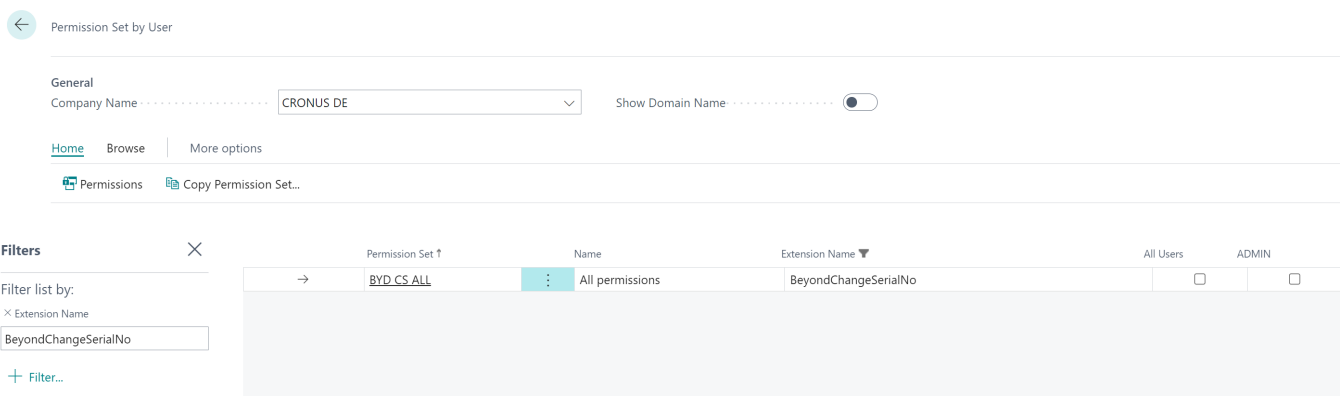 Permission Set by User
General
Company Name CRONUS DE Show Domain Name
Home Browse More options
Permissions Copy Permission Set...
Filters
Permission Set Name Extension Name All Users ADMIN
BYD CS ALL All permissions BeyondChangeSerialNo
Filter list by:
Extension Name
BeyondChangeSerialNo
Filter...